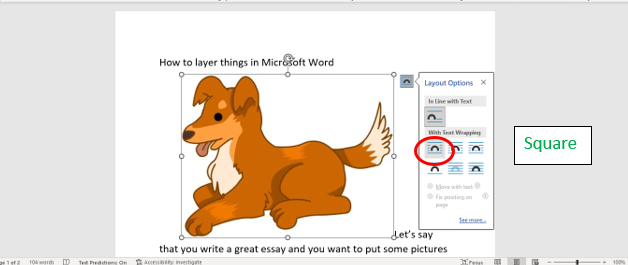 How to layer things in Microsoft Word
Layout Options
In Line with Text
With Text Wrapping
Square
Move with text
Fix position on
page
See more...
Let's say
that you write a great essay and you want to put some pictures
age 1 of 2 104 words Text Predictions: On Accessibility: Investigate Focus 100%